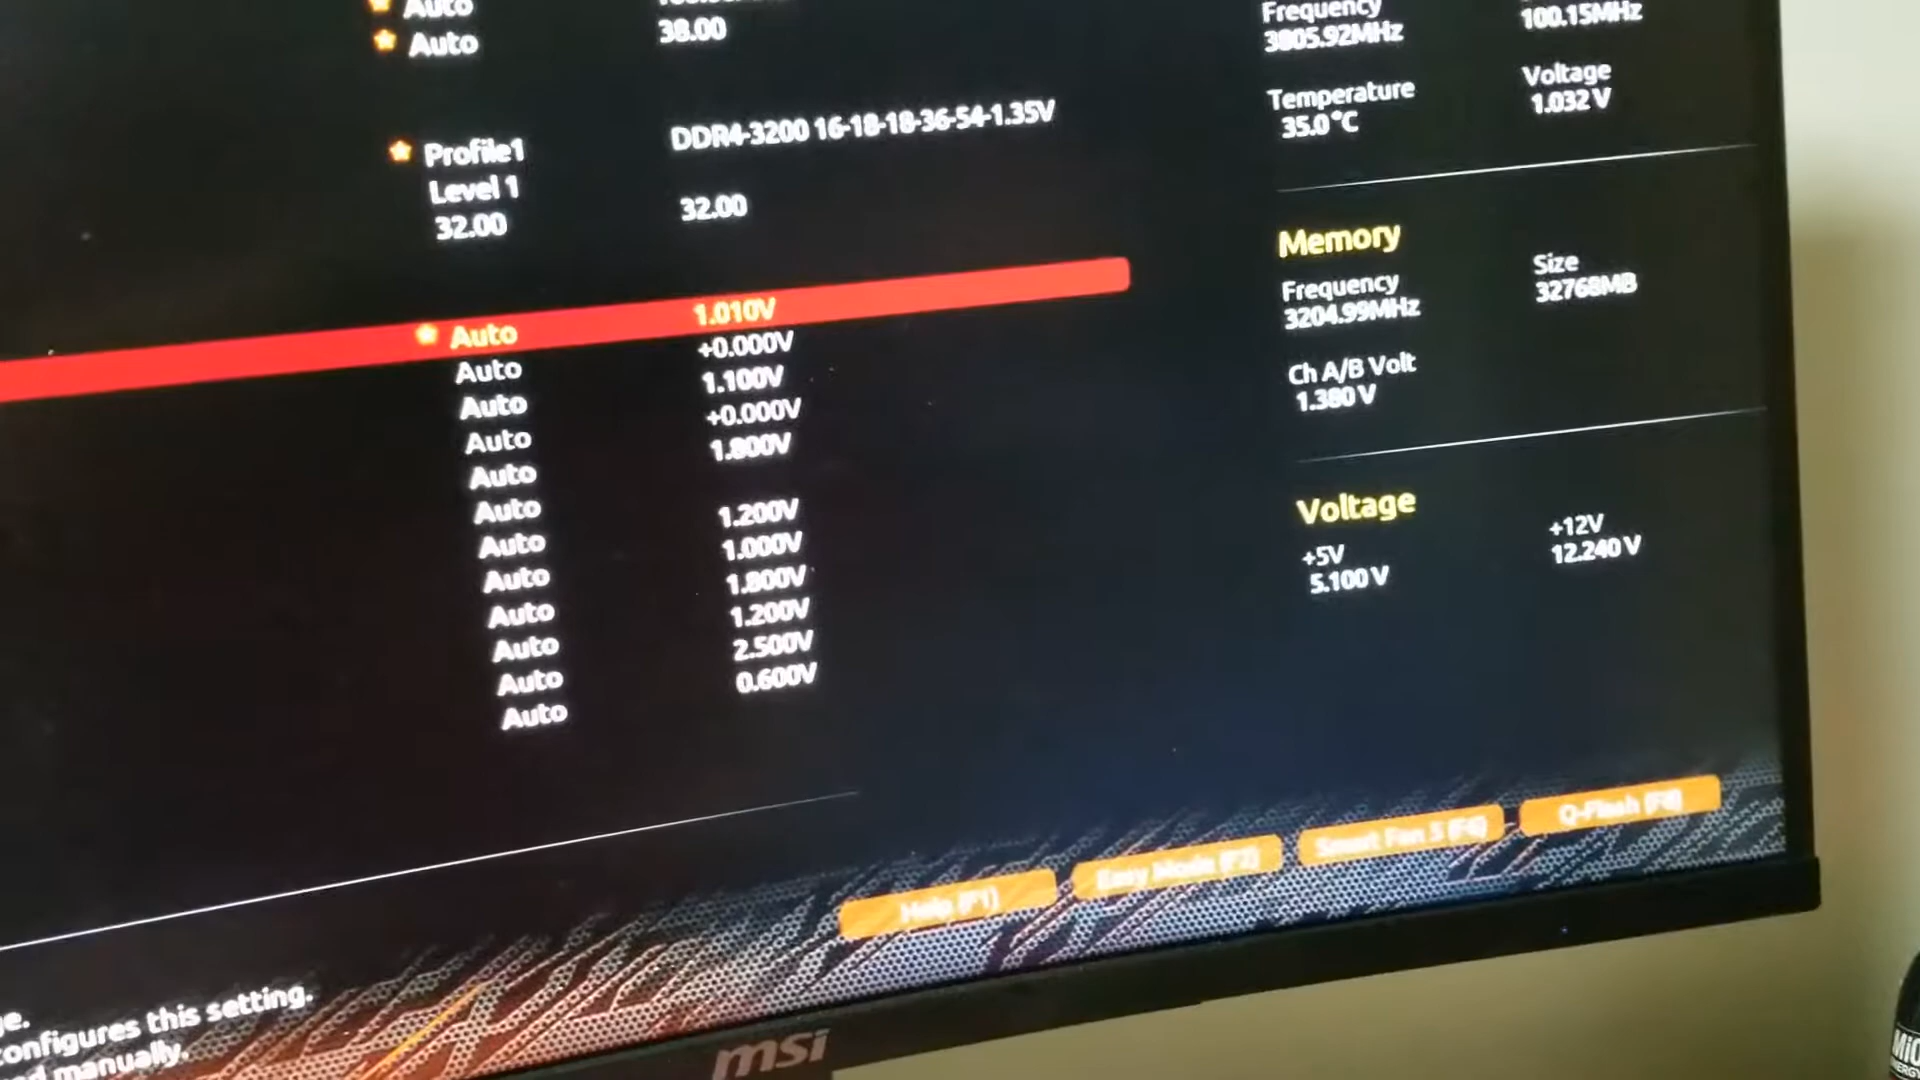 Auto
Auto 38.00
Profile1 DDR4-3200 16-18-18-36-54-1.35V
Level 1
32.00 32.00
Auto 1.010V
Auto +0.000V
Auto 1.100V
Auto +0.000V
Auto 1.800V
Auto
Auto 1.200V
Auto 1.000V
Auto 1.800V
Auto 1.200V
Auto 2.500V
Auto 0.600V
Auto
Frequency
3805.92MHz 100.15MHz
Temperature Voltage
35.0 °C 1.032 V
Memory
Frequency Size
3204.99MHz 32768MB
Ch A/B Volt
1.380 V
Voltage
+5V +12V
5.100 V 12.240 V
Help (F1) Easy Mode (F2) Smart Fan 5 (F6) Q-Flash (F8)
configures this setting.
manually.
msi